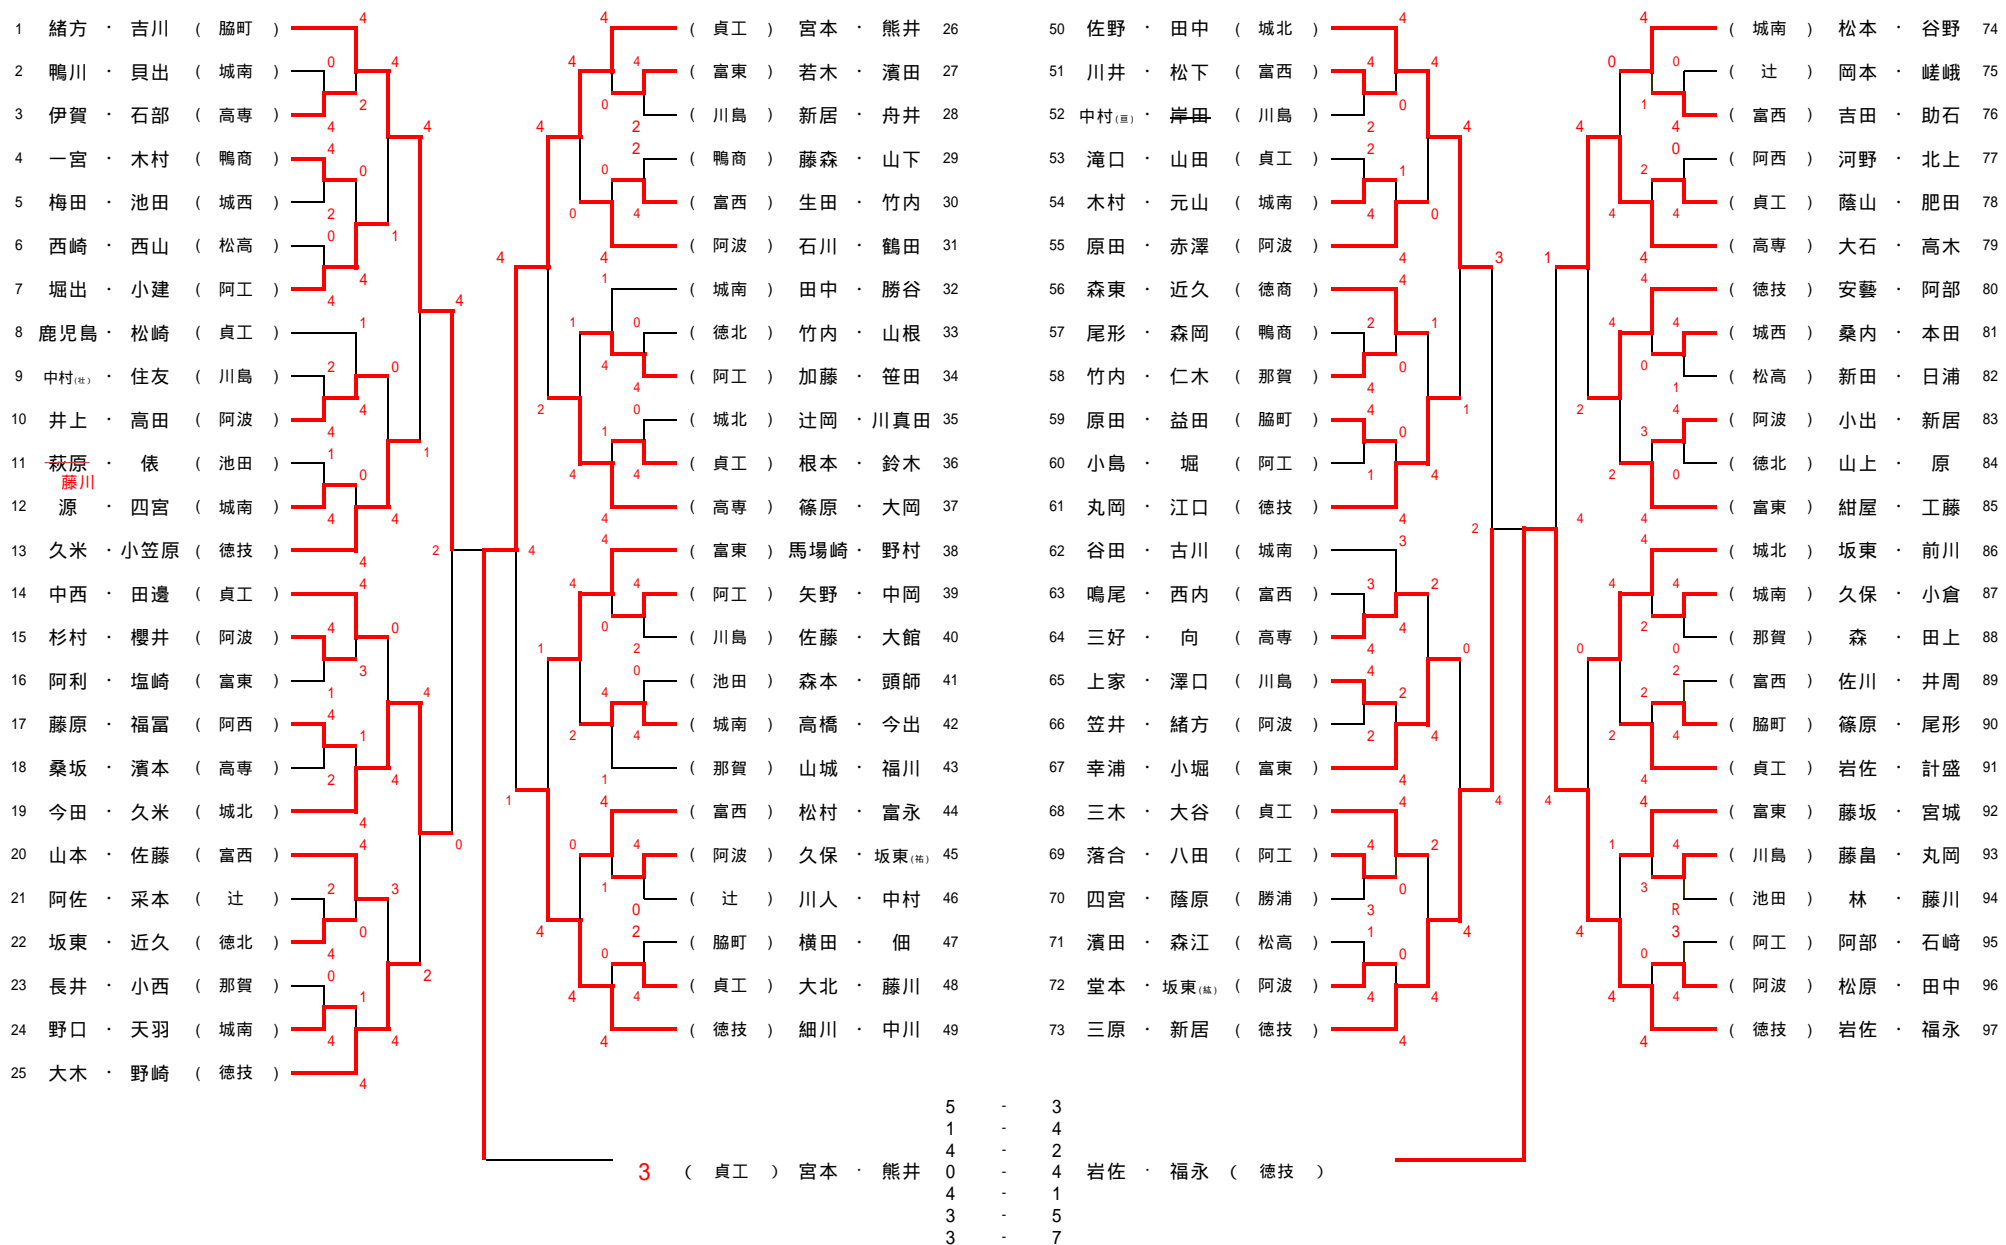 1 緒方 ・ 吉川 ( 脇町 )
2 鴨川 ・ 貝出 ( 城南 )
3 伊賀 ・ 石部 ( 高専 )
4 一宮 ・ 木村 ( 鴨商 )
5 梅田 ・ 池田 ( 城西 )
6 西崎 ・ 西山 ( 松高 )
7 堀出 ・ 小建 ( 阿工 )
8 鹿児島 ・ 松崎 ( 貞工 )
9 中村(壮) ・ 住友 ( 川島 )
10 井上 ・ 高田 ( 阿波 )
11 萩原 ・ 俵 ( 池田 )
藤川
12 源 ・ 四宮 ( 城南 )
13 久米 ・ 小笠原 ( 徳技 )
14 中西 ・ 田邊 ( 貞工 )
15 杉村 ・ 櫻井 ( 阿波 )
16 阿利 ・ 塩崎 ( 富東 )
17 藤原 ・ 福冨 ( 阿西 )
18 桑坂 ・ 濱本 ( 高専 )
19 今田 ・ 久米 ( 城北 )
20 山本 ・ 佐藤 ( 富西 )
21 阿佐 ・ 采本 ( 辻 )
22 坂東 ・ 近久 ( 徳北 )
23 長井 ・ 小西 ( 那賀 )
24 野口 ・ 天羽 ( 城南 )
25 大木 ・ 野崎 ( 徳技 )
( 貞工 ) 宮本 ・ 熊井 26
( 富東 ) 若木 ・ 濱田 27
( 川島 ) 新居 ・ 舟井 28
( 鴨商 ) 藤森 ・ 山下 29
( 富西 ) 生田 ・ 竹内 30
( 阿波 ) 石川 ・ 鶴田 31
( 城南 ) 田中 ・ 勝谷 32
( 徳北 ) 竹内 ・ 山根 33
( 阿工 ) 加藤 ・ 笹田 34
( 城北 ) 辻岡 ・ 川真田 35
( 貞工 ) 根本 ・ 鈴木 36
( 高専 ) 篠原 ・ 大岡 37
( 富東 ) 馬場崎 ・ 野村 38
( 阿工 ) 矢野 ・ 中岡 39
( 川島 ) 佐藤 ・ 大館 40
( 池田 ) 森本 ・ 頭師 41
( 城南 ) 高橋 ・ 今出 42
( 那賀 ) 山城 ・ 福川 43
( 富西 ) 松村 ・ 富永 44
( 阿波 ) 久保 ・ 坂東(祐) 45
( 辻 ) 川人 ・ 中村 46
( 脇町 ) 横田 ・ 佃 47
( 貞工 ) 大北 ・ 藤川 48
( 徳技 ) 細川 ・ 中川 49
50 佐野 ・ 田中 ( 城北 )
51 川井 ・ 松下 ( 富西 )
52 中村(亘) ・ 岸田 ( 川島 )
53 滝口 ・ 山田 ( 貞工 )
54 木村 ・ 元山 ( 城南 )
55 原田 ・ 赤澤 ( 阿波 )
56 森東 ・ 近久 ( 徳商 )
57 尾形 ・ 森岡 ( 鴨商 )
58 竹内 ・ 仁木 ( 那賀 )
59 原田 ・ 益田 ( 脇町 )
60 小島 ・ 堀 ( 阿工 )
61 丸岡 ・ 江口 ( 徳技 )
62 谷田 ・ 古川 ( 城南 )
63 鳴尾 ・ 西内 ( 富西 )
64 三好 ・ 向 ( 高専 )
65 上家 ・ 澤口 ( 川島 )
66 笠井 ・ 緒方 ( 阿波 )
67 幸浦 ・ 小堀 ( 富東 )
68 三木 ・ 大谷 ( 貞工 )
69 落合 ・ 八田 ( 阿工 )
70 四宮 ・ 蔭原 ( 勝浦 )
71 濱田 ・ 森江 ( 松高 )
72 堂本 ・ 坂東(紘) ( 阿波 )
73 三原 ・ 新居 ( 徳技 )
( 城南 ) 松本 ・ 谷野 74
( 辻 ) 岡本 ・ 嵯峨 75
( 富西 ) 吉田 ・ 助石 76
( 阿西 ) 河野 ・ 北上 77
( 貞工 ) 蔭山 ・ 肥田 78
( 高専 ) 大石 ・ 高木 79
( 徳技 ) 安藝 ・ 阿部 80
( 城西 ) 桑内 ・ 本田 81
( 松高 ) 新田 ・ 日浦 82
( 阿波 ) 小出 ・ 新居 83
( 徳北 ) 山上 ・ 原 84
( 富東 ) 紺屋 ・ 工藤 85
( 城北 ) 坂東 ・ 前川 86
( 城南 ) 久保 ・ 小倉 87
( 那賀 ) 森 ・ 田上 88
( 富西 ) 佐川 ・ 井周 89
( 脇町 ) 篠原 ・ 尾形 90
( 貞工 ) 岩佐 ・ 計盛 91
( 富東 ) 藤坂 ・ 宮城 92
( 川島 ) 藤畠 ・ 丸岡 93
( 池田 ) 林 ・ 藤川 94
( 阿工 ) 阿部 ・ 石﨑 95
( 阿波 ) 松原 ・ 田中 96
( 徳技 ) 岩佐 ・ 福永 97
5 - 3
1 - 4
4 - 2
3 ( 貞工 ) 宮本 ・ 熊井 0 - 4 岩佐 ・ 福永 ( 徳技 )
4 - 1
3 - 5
3 - 7